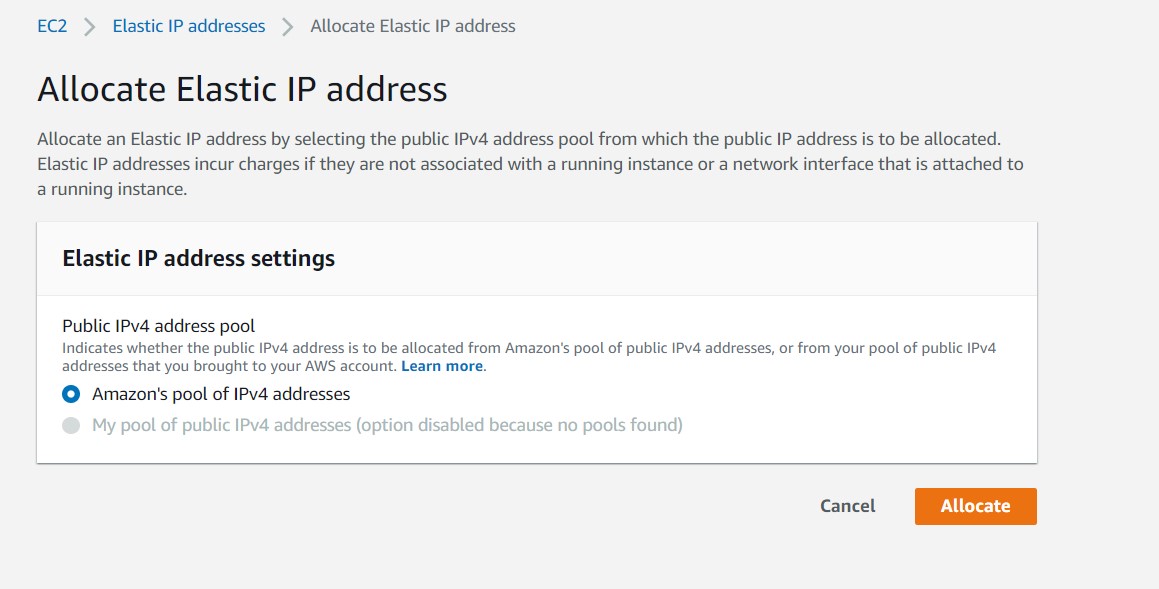 EC2 > Elastic IP addresses > Allocate Elastic IP address
Allocate Elastic IP address
Allocate an Elastic IP address by selecting the public IPv4 address pool from which the public IP address is to be allocated.
Elastic IP addresses incur charges if they are not associated with a running instance or a network interface that is attached to
a running instance.
Elastic IP address settings
Public IPv4 address pool
Indicates whether the public IPv4 address is to be allocated from Amazon's pool of public IPv4 addresses, or from your pool of public IPv4
addresses that you brought to your AWS account. Learn more.
Amazon's pool of IPv4 addresses
My pool of public IPv4 addresses (option disabled because no pools found)
Cancel Allocate